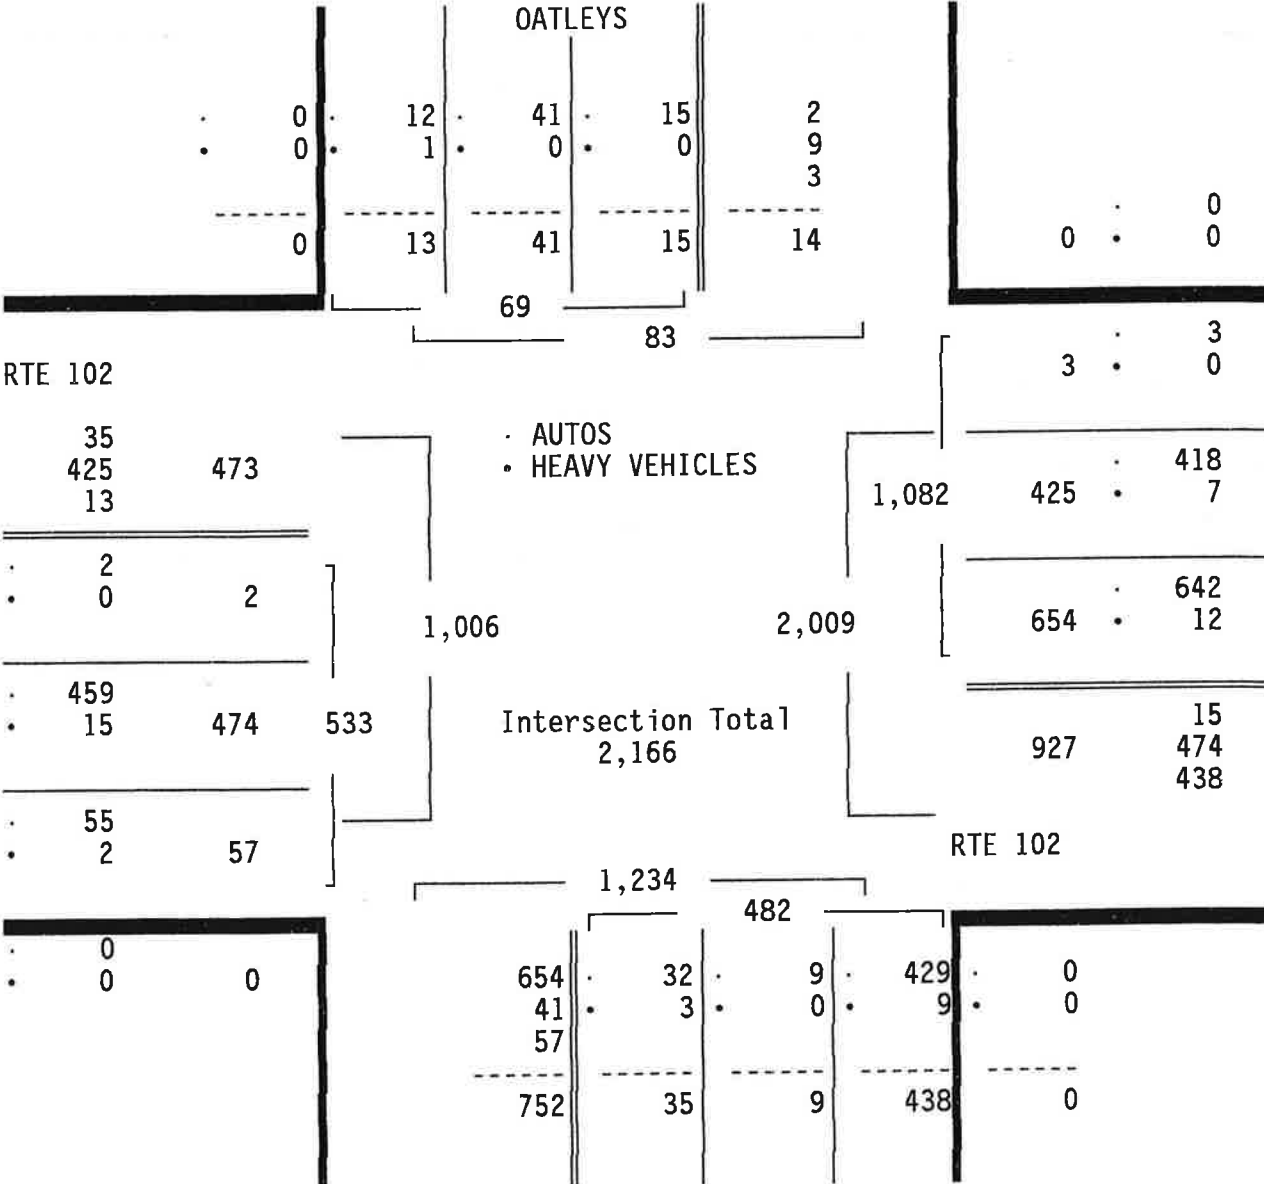 OATLEYS
· 0 · 12 · 41 · 15 2
• 0 • 1 • 0 • 0 9
3
· 0
0 13 41 15 14
0 • 0
69
83
· 3
3 • 0
RTE 102
35
· AUTOS
• HEAVY VEHICLES
425 473
13
· 418
1,082 425 • 7
· 2
• 0 2
· 642
1,006
2,009
654 • 12
· 459
• 15 474 533
Intersection Total
2,166
15
927 474
438
· 55
• 2 57
RTE 102
1,234
482
· 0
• 0 0
654 · 32 · 9 · 429 · 0
41 • 3 • 0 • 9 • 0
57
752 35 9 438 0